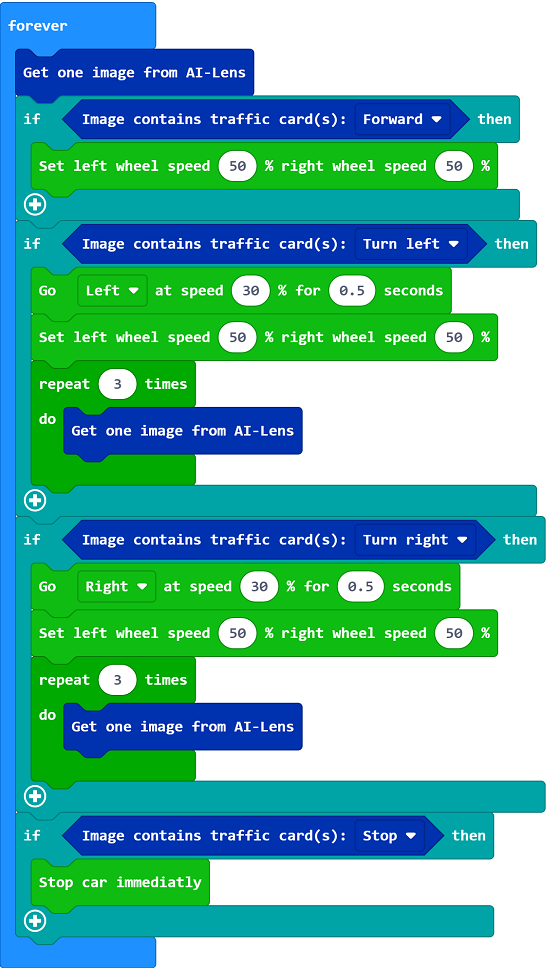 forever
Get one image from AI-Lens
if Image contains traffic card(s): Forward then
Set left wheel speed 50 % right wheel speed 50 %
if Image contains traffic card(s): Turn left then
Go Left at speed 30 % for 0.5 seconds
Set left wheel speed 50 % right wheel speed 50 %
repeat 3 times
do Get one image from AI-Lens
if Image contains traffic card(s): Turn right then
Go Right at speed 30 % for 0.5 seconds
Set left wheel speed 50 % right wheel speed 50 %
repeat 3 times
do Get one image from AI-Lens
if Image contains traffic card(s): Stop then
Stop car immediatly